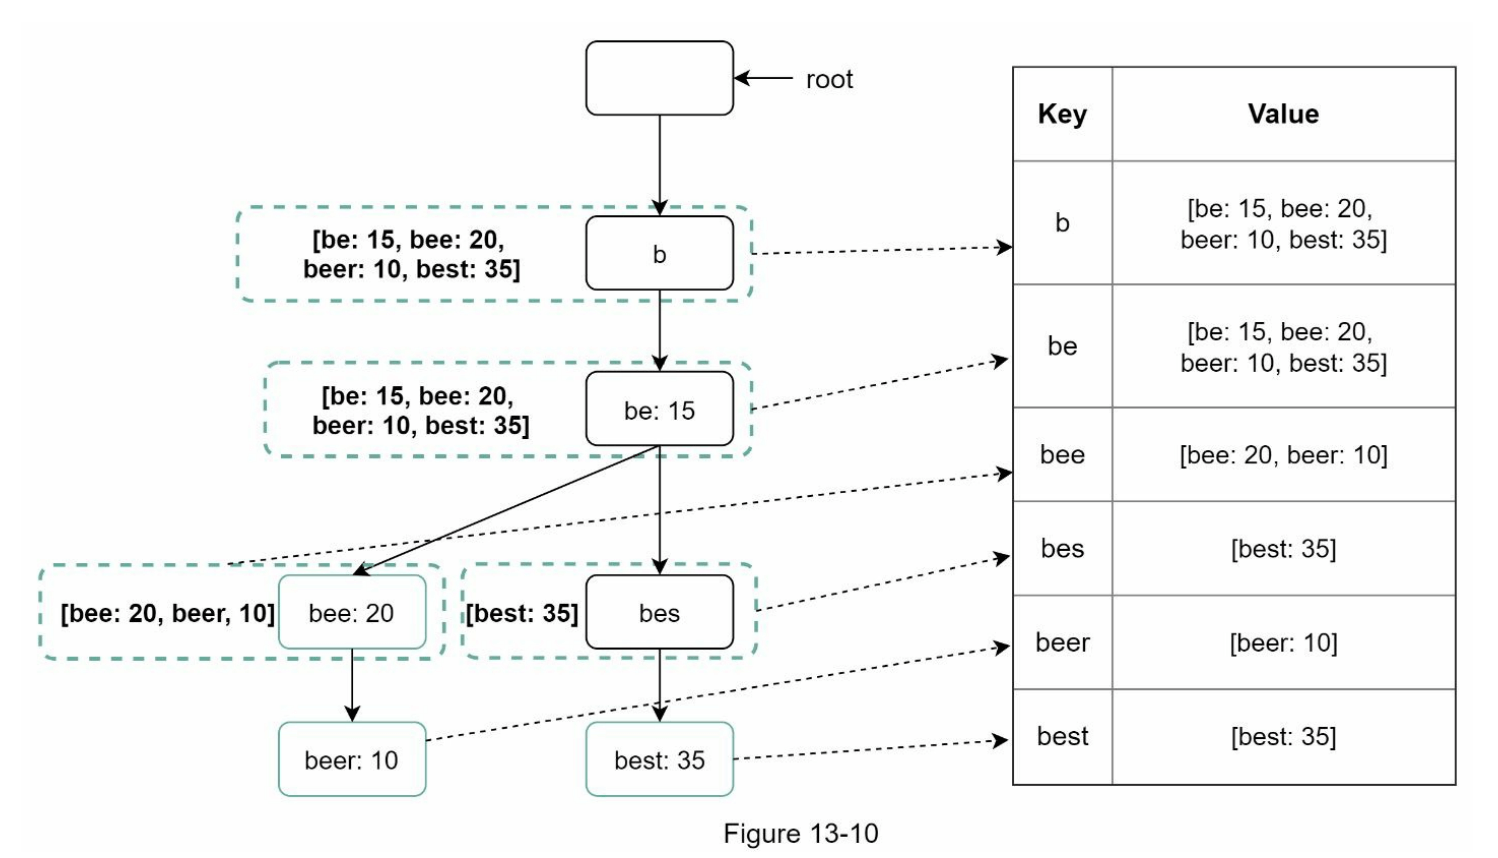 root
[be: 15, bee: 20,
beer: 10, best: 35]
b
[be: 15, bee: 20,
beer: 10, best: 35]
be: 15
[bee: 20, beer, 10]
bee: 20
[best: 35]
bes
beer: 10
best: 35
Key
Value
b
[be: 15, bee: 20,
beer: 10, best: 35]
be
[be: 15, bee: 20,
beer: 10, best: 35]
bee
[bee: 20, beer: 10]
bes
[best: 35]
beer
[beer: 10]
best
[best: 35]
Figure 13-10